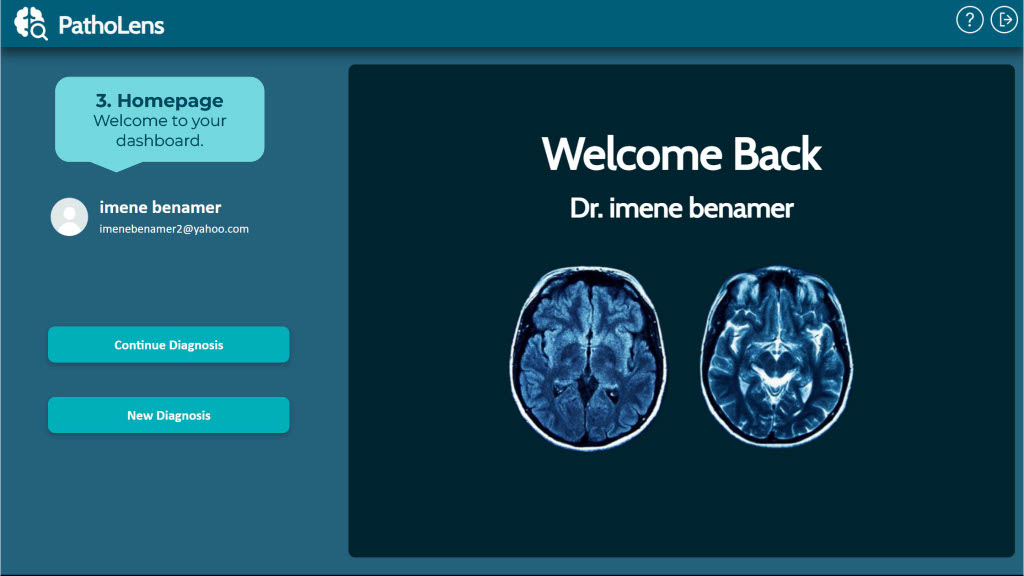 PathoLens
?
3. Homepage
Welcome to your
dashboard.
imene benamer
imenebenamer2@yahoo.com
Continue Diagnosis
New Diagnosis
Welcome Back
Dr. imene benamer